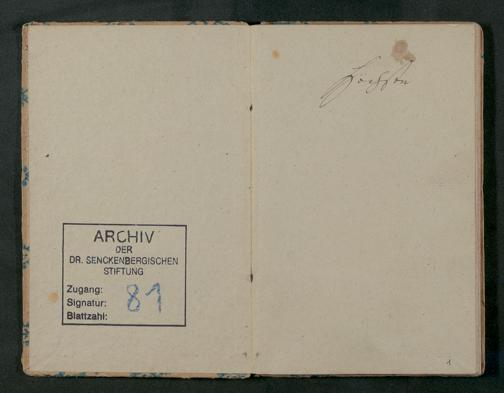 ARCHIV
DER
DR. SENCKENBERGISCHEN
STIFTUNG
Zugang:
Signatur: 81
Blattzahl:
1